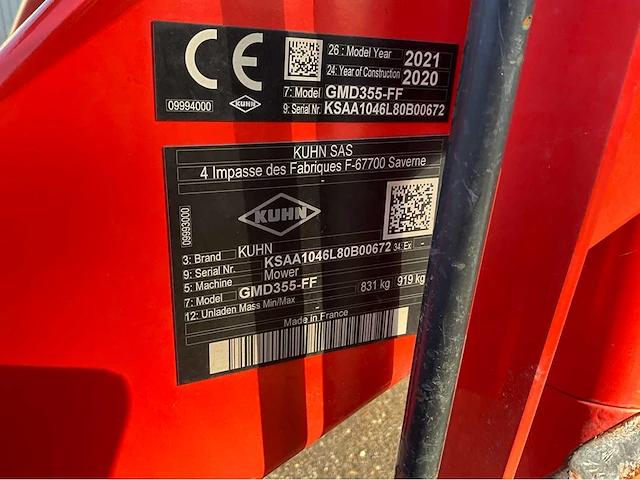 CE
26: Model Year 2021
24: Year of Construction 2020
7: Model GMD355-FF
9: Serial Nr. KSAA1046L80B00672
09994000
KUHN
KUHN SAS
4 Impasse des Fabriques F-67700 Saverne
-
KUHN
09993000
3: Brand KUHN
9: Serial Nr. KSAA1046L80B00672 34: Ex -
5: Machine Mower
7: Model GMD355-FF 831 kg 919 kg
12: Unladen Mass Min/Max
-
Made in France